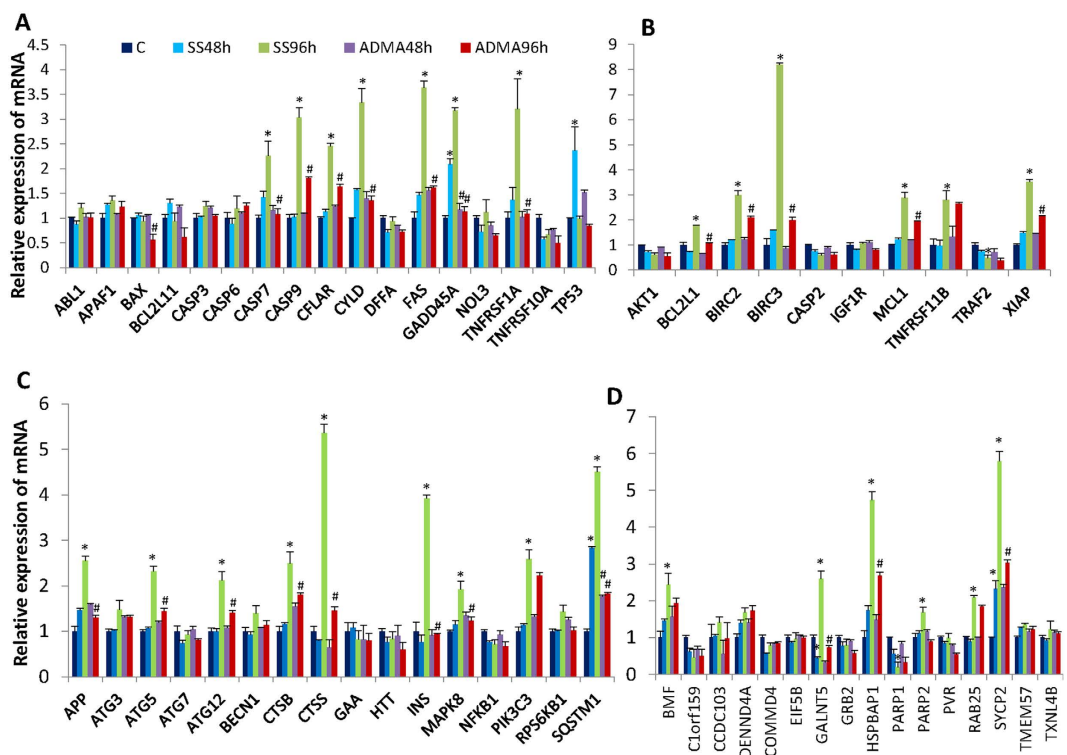 A
C SS48h SS96h ADMA48h ADMA96h
Relative expression of mRNA
4.5
4
3.5
3
2.5
2
1.5
1
0.5
0
* * * * * * * * * *
# # # # # # # #
ABL1 APAF1 BAX BCL2L11 CASP3 CASP6 CASP7 CASP9 CFLAR CYLD DFFA FAS GADD45A NOL3 TNFRSF1A TNFRSF10A TP53
B
Relative expression of mRNA
9
8
7
6
5
4
3
2
1
0
* * * * * * *
# # # # #
AKT1 BCL2L1 BIRC2 BIRC3 CASP2 IGF1R MCL1 TNFRSF11B TRAF2 XIAP
C
Relative expression of mRNA
6
5
4
3
2
1
0
* * * * * * * * * *
# # # # # # # # #
APP ATG3 ATG5 ATG7 ATG12 BECN1 CTSB CTSS GAA HTT INS MAPK8 NFKB1 PIK3C3 RPS6KB1 SQSTM1
D
7
6
5
4
3
2
1
0
* * * * * * * * *
# # #
BMF C1orf159 CCDC103 DENND4A COMMD4 EIF5B GALNT5 GRB2 HSPBAP1 PARP1 PARP2 PVR RAB25 SYCP2 TMEM57 TXNL4B